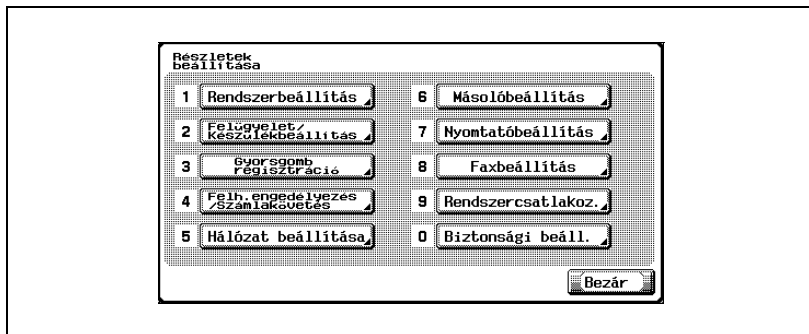 Részletek
beállítása
1 Rendszerbeállítás
2 Felügyelet/
Készülékbeállítás
3 Gyorsgomb
regisztráció
4 Felh.engedélyezés
/Számlakövetés
5 Hálózat beállítása
6 Másolóbeállítás
7 Nyomtatóbeállítás
8 Faxbeállítás
9 Rendszercsatlakoz.
0 Biztonsági beáll.
Bezár